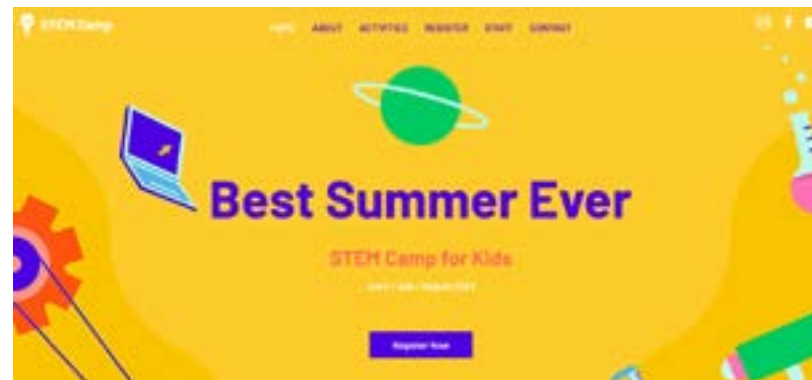 STEM Camp
HOME ABOUT ACTIVITIES REGISTER STAFF CONTACT
Best Summer Ever
STEM Camp for Kids
Register Now